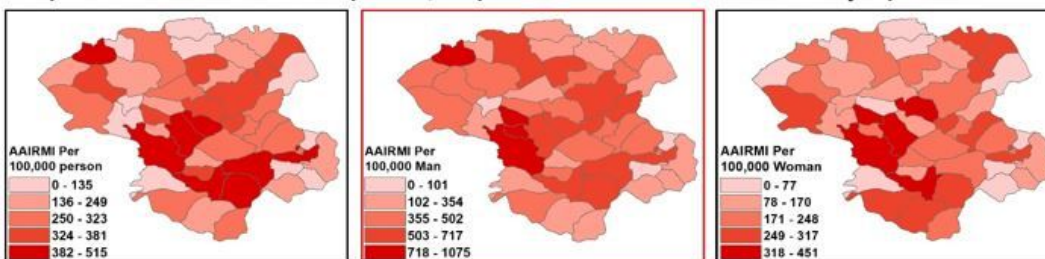 AAIRMI Per
100,000 person
0 - 135
136 - 249
250 - 323
324 - 381
382 - 515
AAIRMI Per
100,000 Man
0 - 101
102 - 354
355 - 502
503 - 717
718 - 1075
AAIRMI Per
100,000 Woman
0 - 77
78 - 170
171 - 248
249 - 317
318 - 451